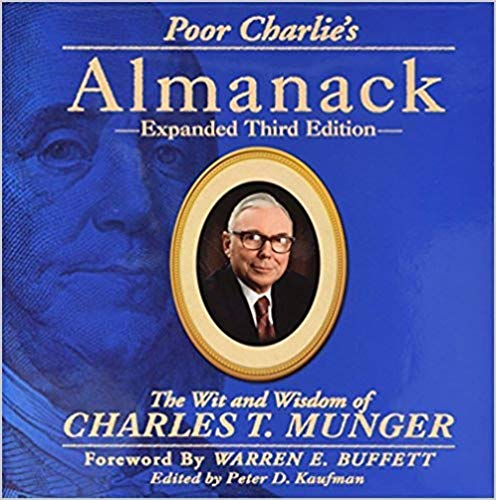 Poor Charlie's
Almanack
—Expanded Third Edition—
The Wit and Wisdom of
CHARLES T. MUNGER
Foreword By WARREN E. BUFFETT
Edited by Peter D. Kaufman